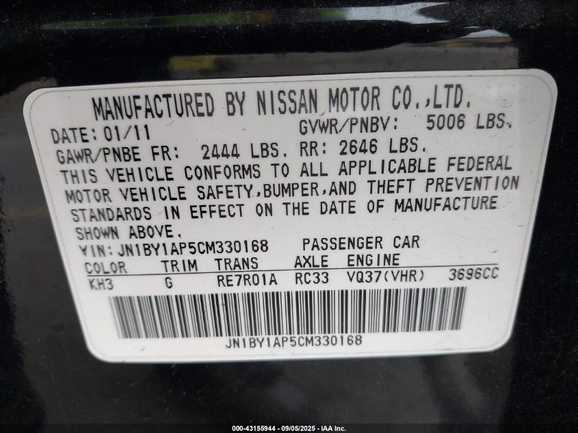 MANUFACTURED BY NISSAN MOTOR CO.,LTD.
DATE: 01/11 GVWR/PNBV: 5006 LBS.
GAWR/PNBE FR: 2444 LBS. RR: 2646 LBS.
THIS VEHICLE CONFORMS TO ALL APPLICABLE FEDERAL
MOTOR VEHICLE SAFETY,BUMPER,AND THEFT PREVENTION
STANDARDS IN EFFECT ON THE DATE OF MANUFACTURE
SHOWN ABOVE.
VIN: JN1BY1AP5CM330168 PASSENGER CAR
COLOR TRIM TRANS AXLE ENGINE
KH3 G RE7R01A RC33 VQ37(VHR) 3696CC
JN1BY1AP5CM330168
000-43155944 - 09/05/2025 - IAA Inc.